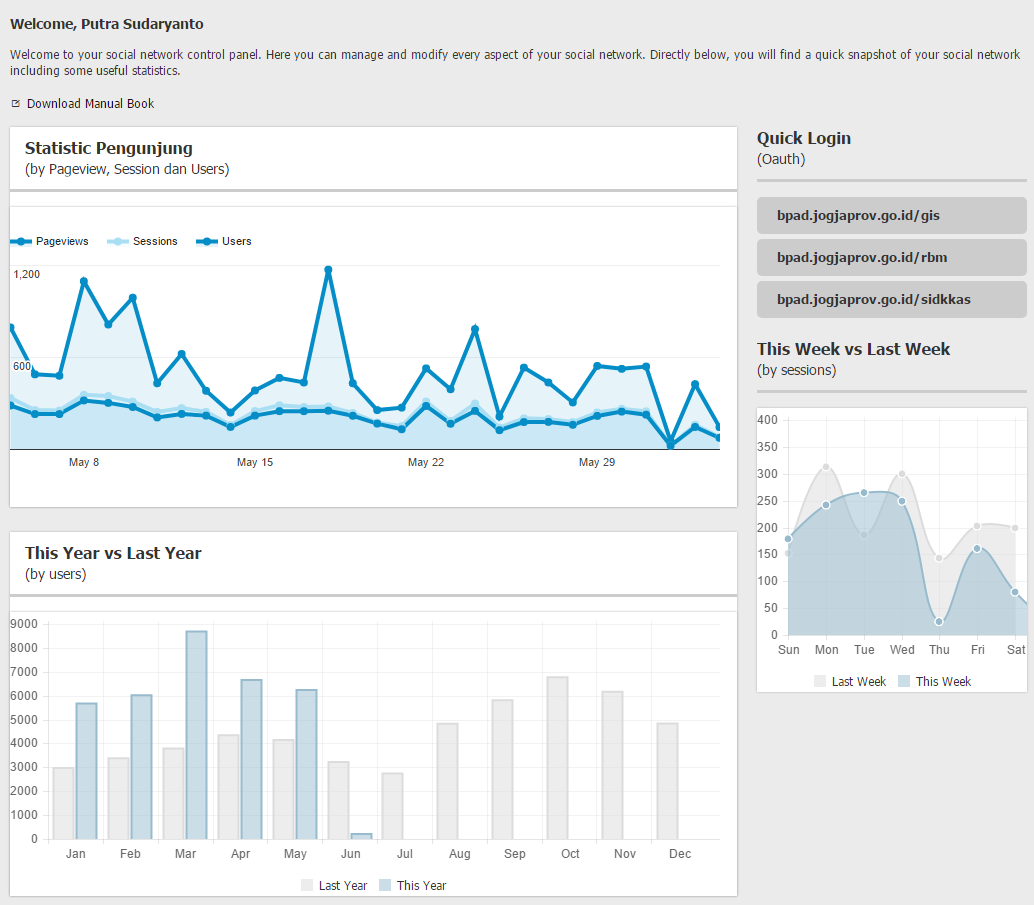 Welcome, Putra Sudaryanto
Welcome to your social network control panel. Here you can manage and modify every aspect of your social network. Directly below, you will find a quick snapshot of your social network
including some useful statistics.
Download Manual Book
Statistic Pengunjung
(by Pageview, Session dan Users)
Pageviews Sessions Users
1,200
600
May 8 May 15 May 22 May 29
This Year vs Last Year
(by users)
9000
8000
7000
6000
5000
4000
3000
2000
1000
0
Jan Feb Mar Apr May Jun Jul Aug Sep Oct Nov Dec
Last Year This Year
Quick Login
(Oauth)
bpad.jogjaprov.go.id/gis
bpad.jogjaprov.go.id/rbm
bpad.jogjaprov.go.id/sidkkas
This Week vs Last Week
(by sessions)
400
350
300
250
200
150
100
50
0
Sun Mon Tue Wed Thu Fri Sat
Last Week This Week